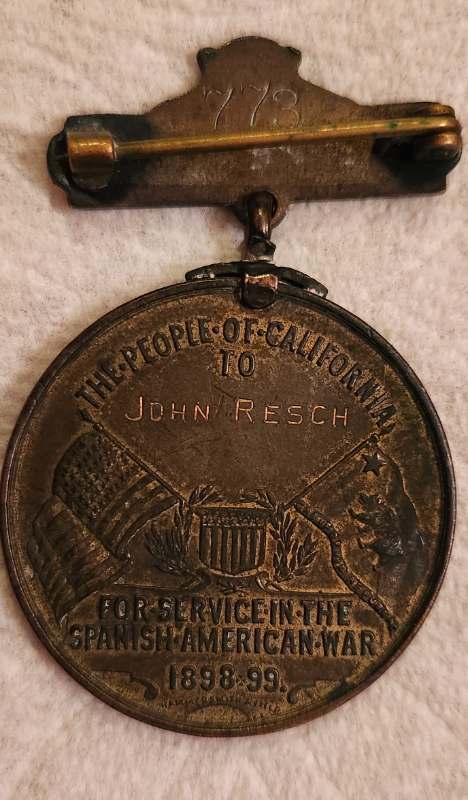 773
THE·PEOPLE·OF·CALIFORNIA
TO
JOHN RESCH
FOR·SERVICE·IN·THE
SPANISH·AMERICAN·WAR
1898·99.